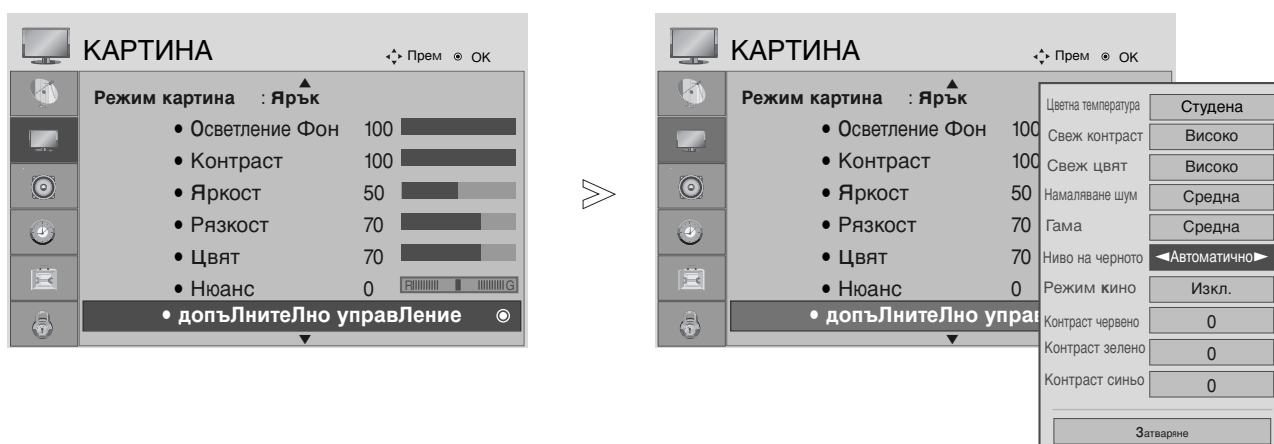 КАРТИНА
Прем OK
Режим картина : Ярък
• Осветление Фон 100
• Контраст 100
• Яркост 50
• Рязкост 70
• Цвят 70
• Нюанс 0 R G
• допъЛнитеЛно управЛение
КАРТИНА
Прем OK
Режим картина : Ярък
• Осветление Фон 100
• Контраст 100
• Яркост 50
• Рязкост 70
• Цвят 70
• Нюанс 0
• допъЛнитеЛно управ
Цветна температура Студена
Свеж контраст Високо
Свеж цвят Високо
Намаляване шум Средна
Гама Средна
Ниво на черното ◄Автоматично►
Режим кино Изкл.
Контраст червено 0
Контраст зелено 0
Контраст синьо 0
Затваряне